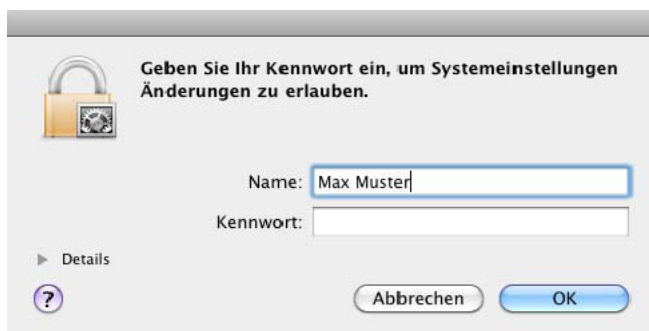 Geben Sie Ihr Kennwort ein, um Systemeinstellungen
Änderungen zu erlauben.
Name: Max Muster
Kennwort:
Details
?
Abbrechen OK